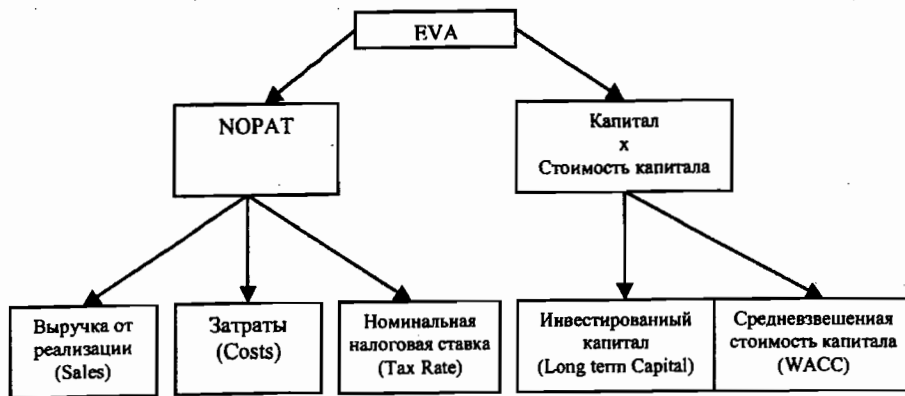 EVA
NOPAT
Капитал
х
Стоимость капитала
Выручка от
реализации
(Sales)
Затраты
(Costs)
Номинальная
налоговая ставка
(Tax Rate)
Инвестированный
капитал
(Long term Capital)
Средневзвешенная
стоимость капитала
(WACC)